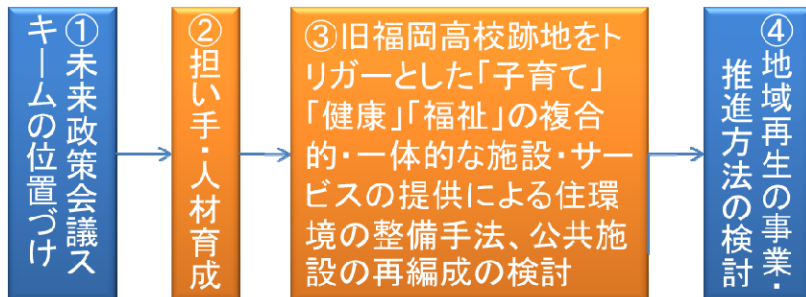 ①未来政策会議ス
キームの位置づけ
②担い手・人材育成
③旧福岡高校跡地をト
リガーとした「子育て」
「健康」「福祉」の複合
的・一体的な施設・サー
ビスの提供による住環
境の整備手法、公共施
設の再編成の検討
④地域再生の事業・
推進方法の検討